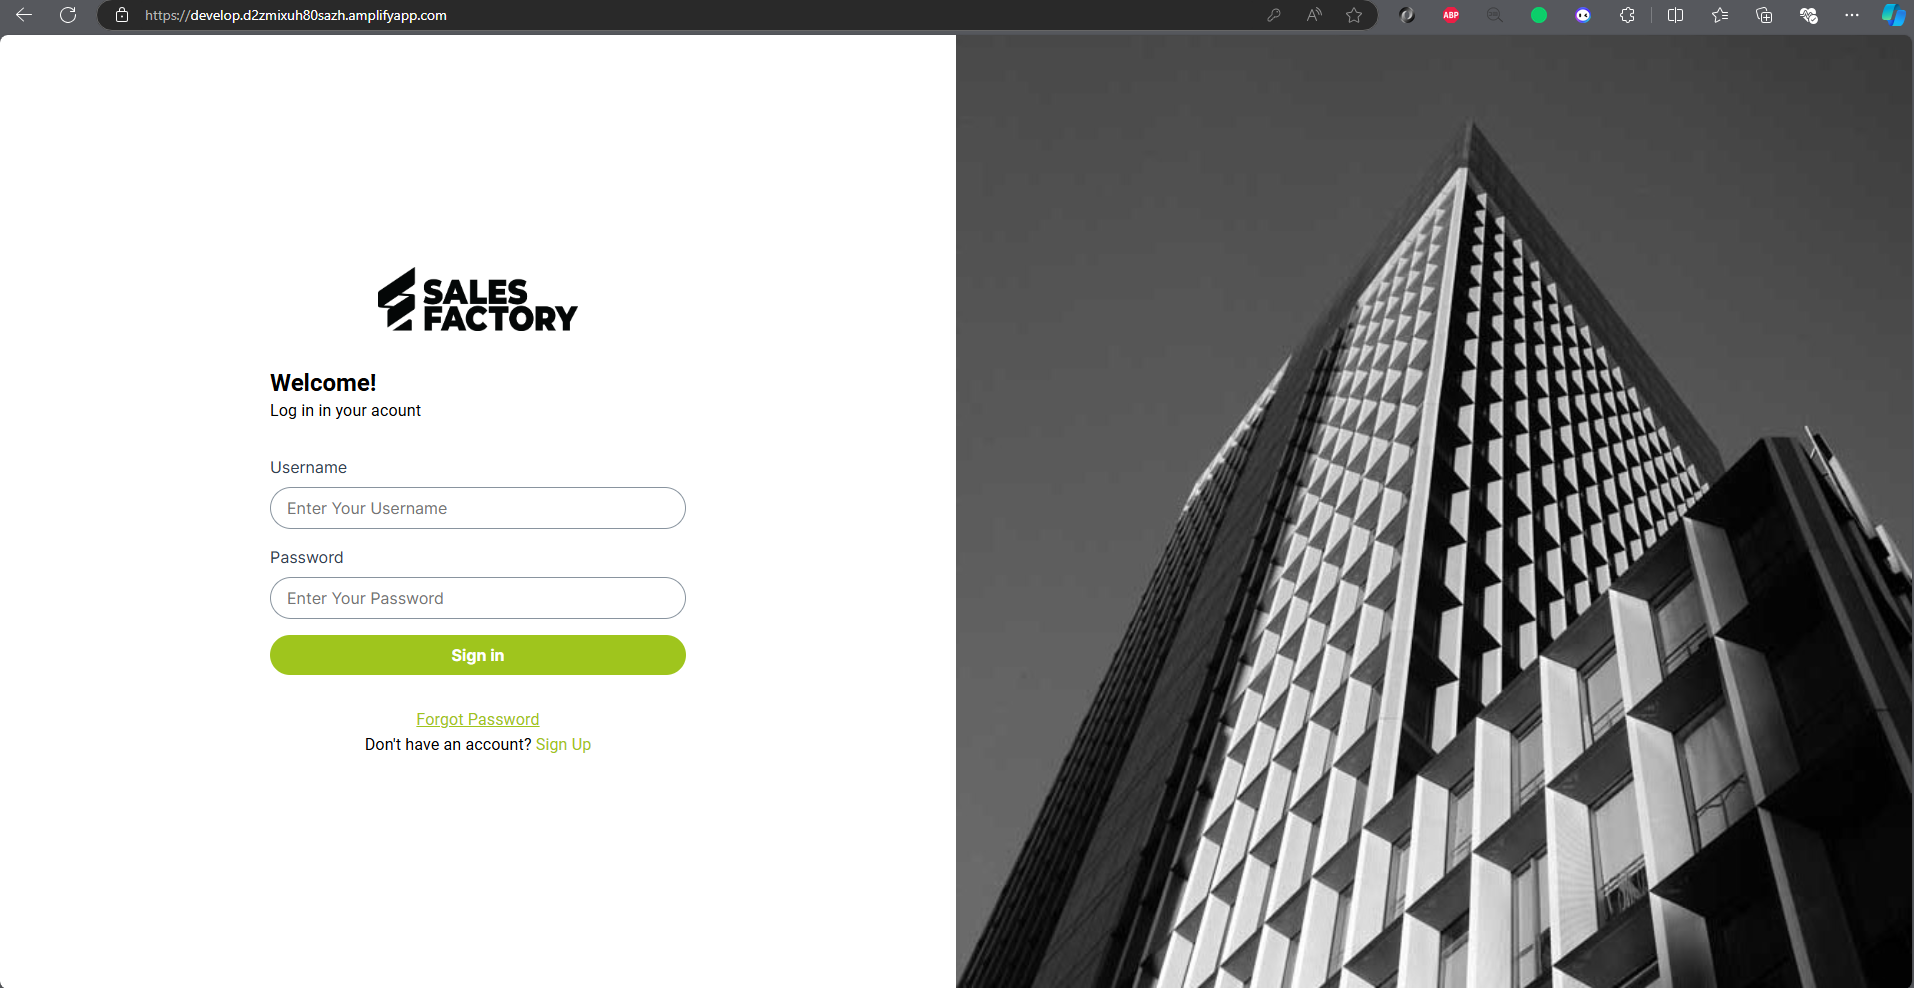 https://develop.d2zmixuh80sazh.amplifyapp.com
ABP
SALES
FACTORY
Welcome!
Log in in your acount
Username
Enter Your Username
Password
Enter Your Password
Sign in
Forgot Password
Don't have an account? Sign Up